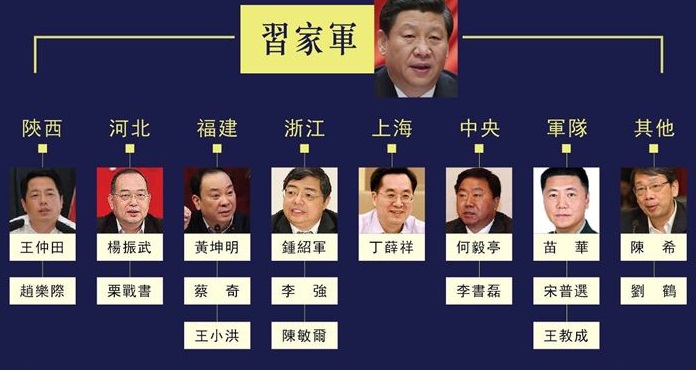 習家軍
陝西 河北 福建 浙江 上海 中央 軍隊 其他
王仲田 楊振武 黃坤明 鍾紹軍 丁薛祥 何毅亭 苗華 陳希
趙樂際 栗戰書 蔡奇 李強 李書磊 宋普選 劉鶴
王小洪 陳敏爾 王教成